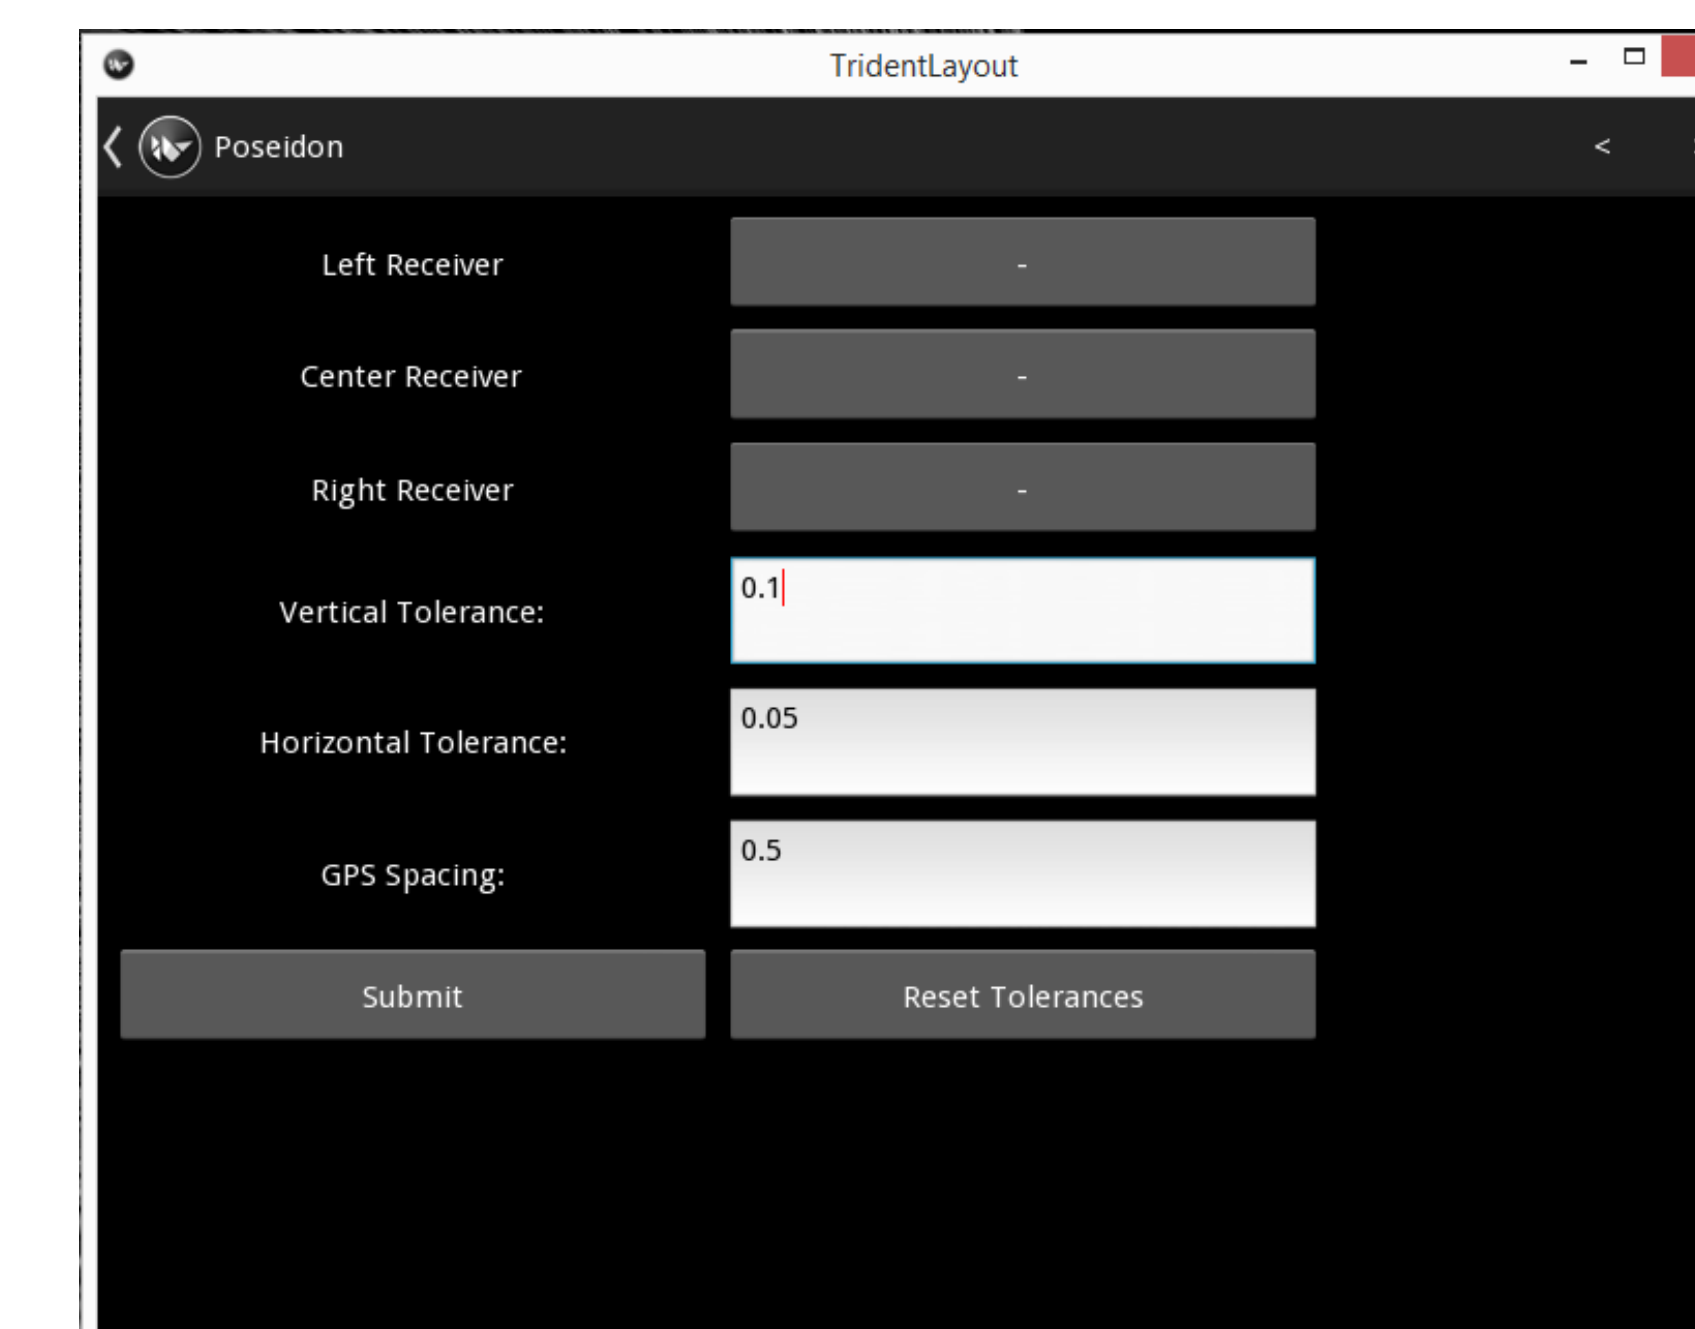 TridentLayout
Poseidon <
Left Receiver -
Center Receiver -
Right Receiver -
Vertical Tolerance: 0.1
Horizontal Tolerance: 0.05
GPS Spacing: 0.5
Submit Reset Tolerances